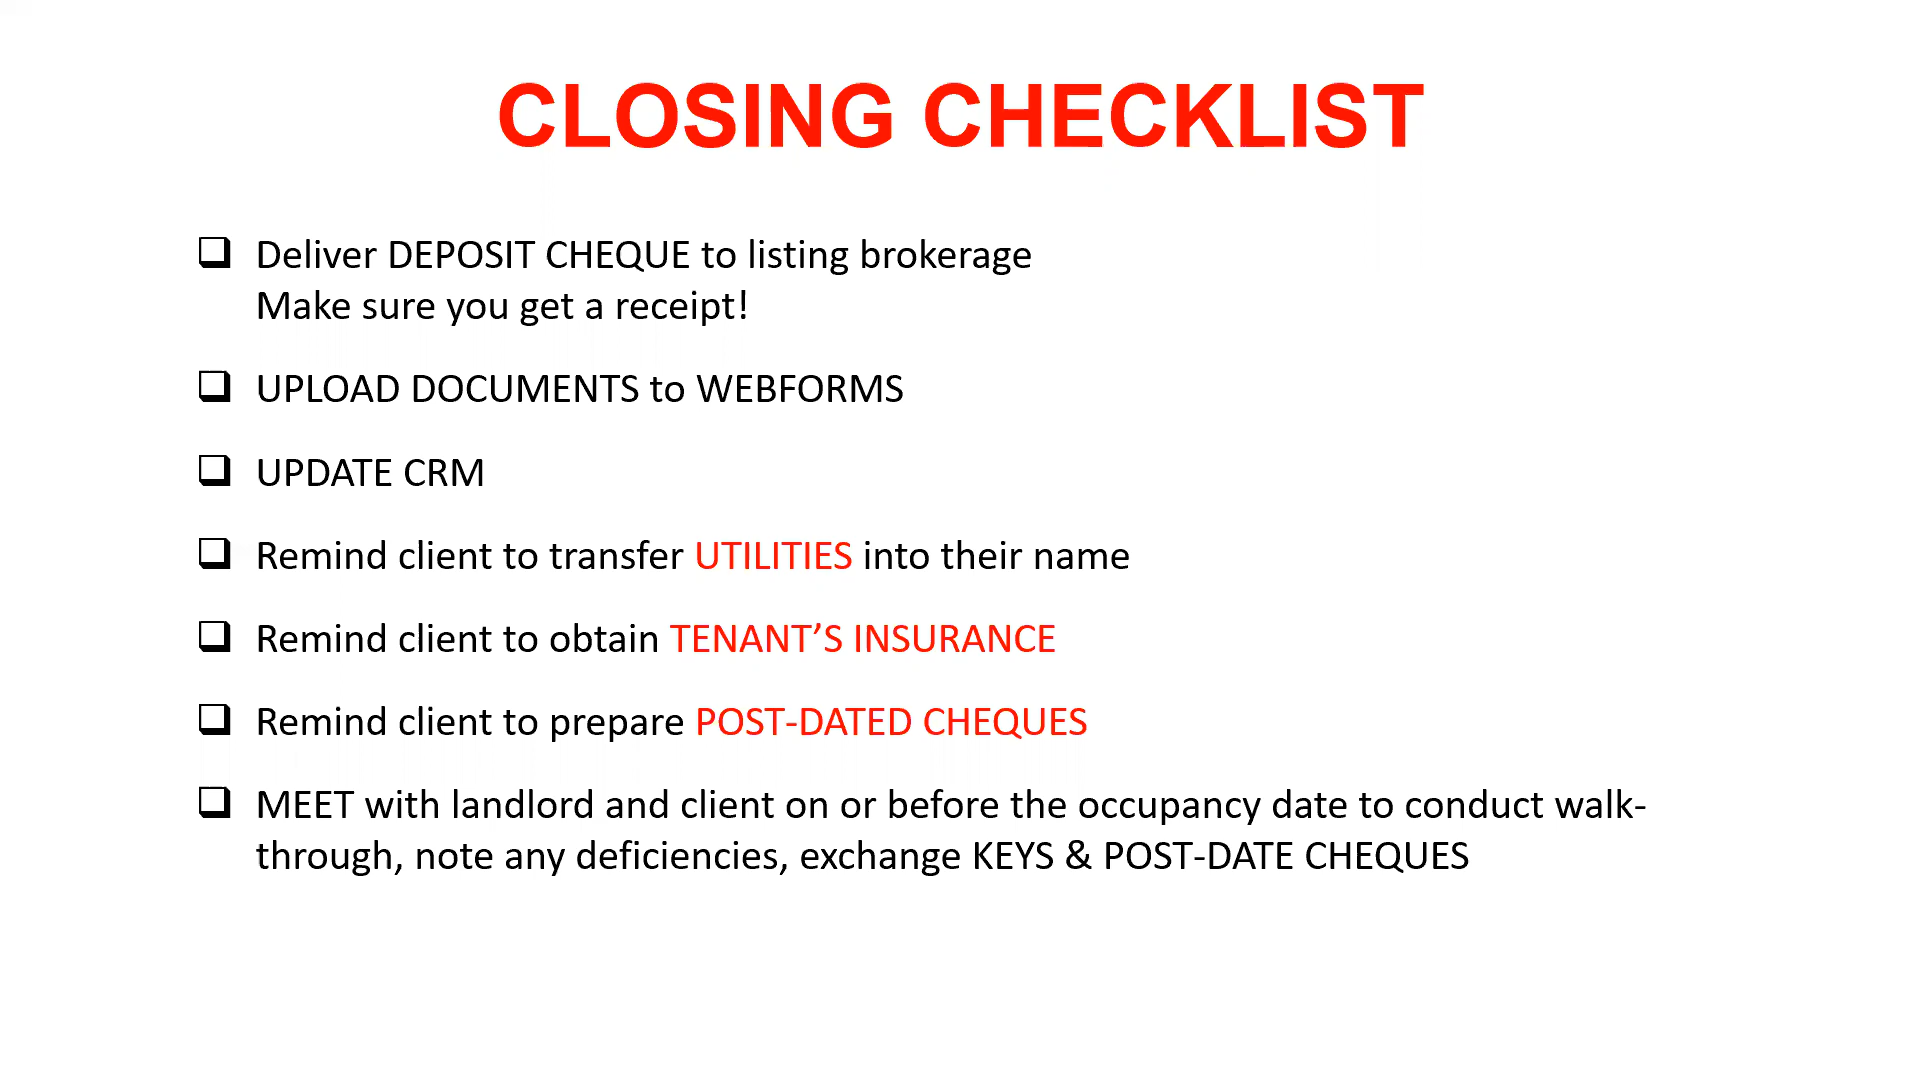 CLOSING CHECKLIST
Deliver DEPOSIT CHEQUE to listing brokerage
Make sure you get a receipt!
UPLOAD DOCUMENTS to WEBFORMS
UPDATE CRM
Remind client to transfer UTILITIES into their name
Remind client to obtain TENANT’S INSURANCE
Remind client to prepare POST-DATED CHEQUES
MEET with landlord and client on or before the occupancy date to conduct walk-
through, note any deficiencies, exchange KEYS & POST-DATE CHEQUES